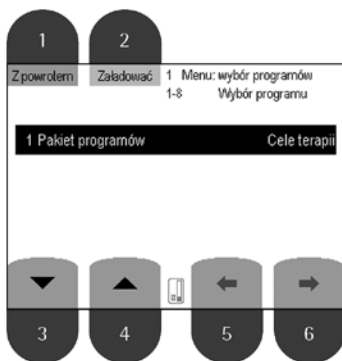 1 2
Z powrotem Załadować 1 Menu: wybór programów
1-8 Wybór programu
1 Pakiet programów Cele terapii
3 4 5 6